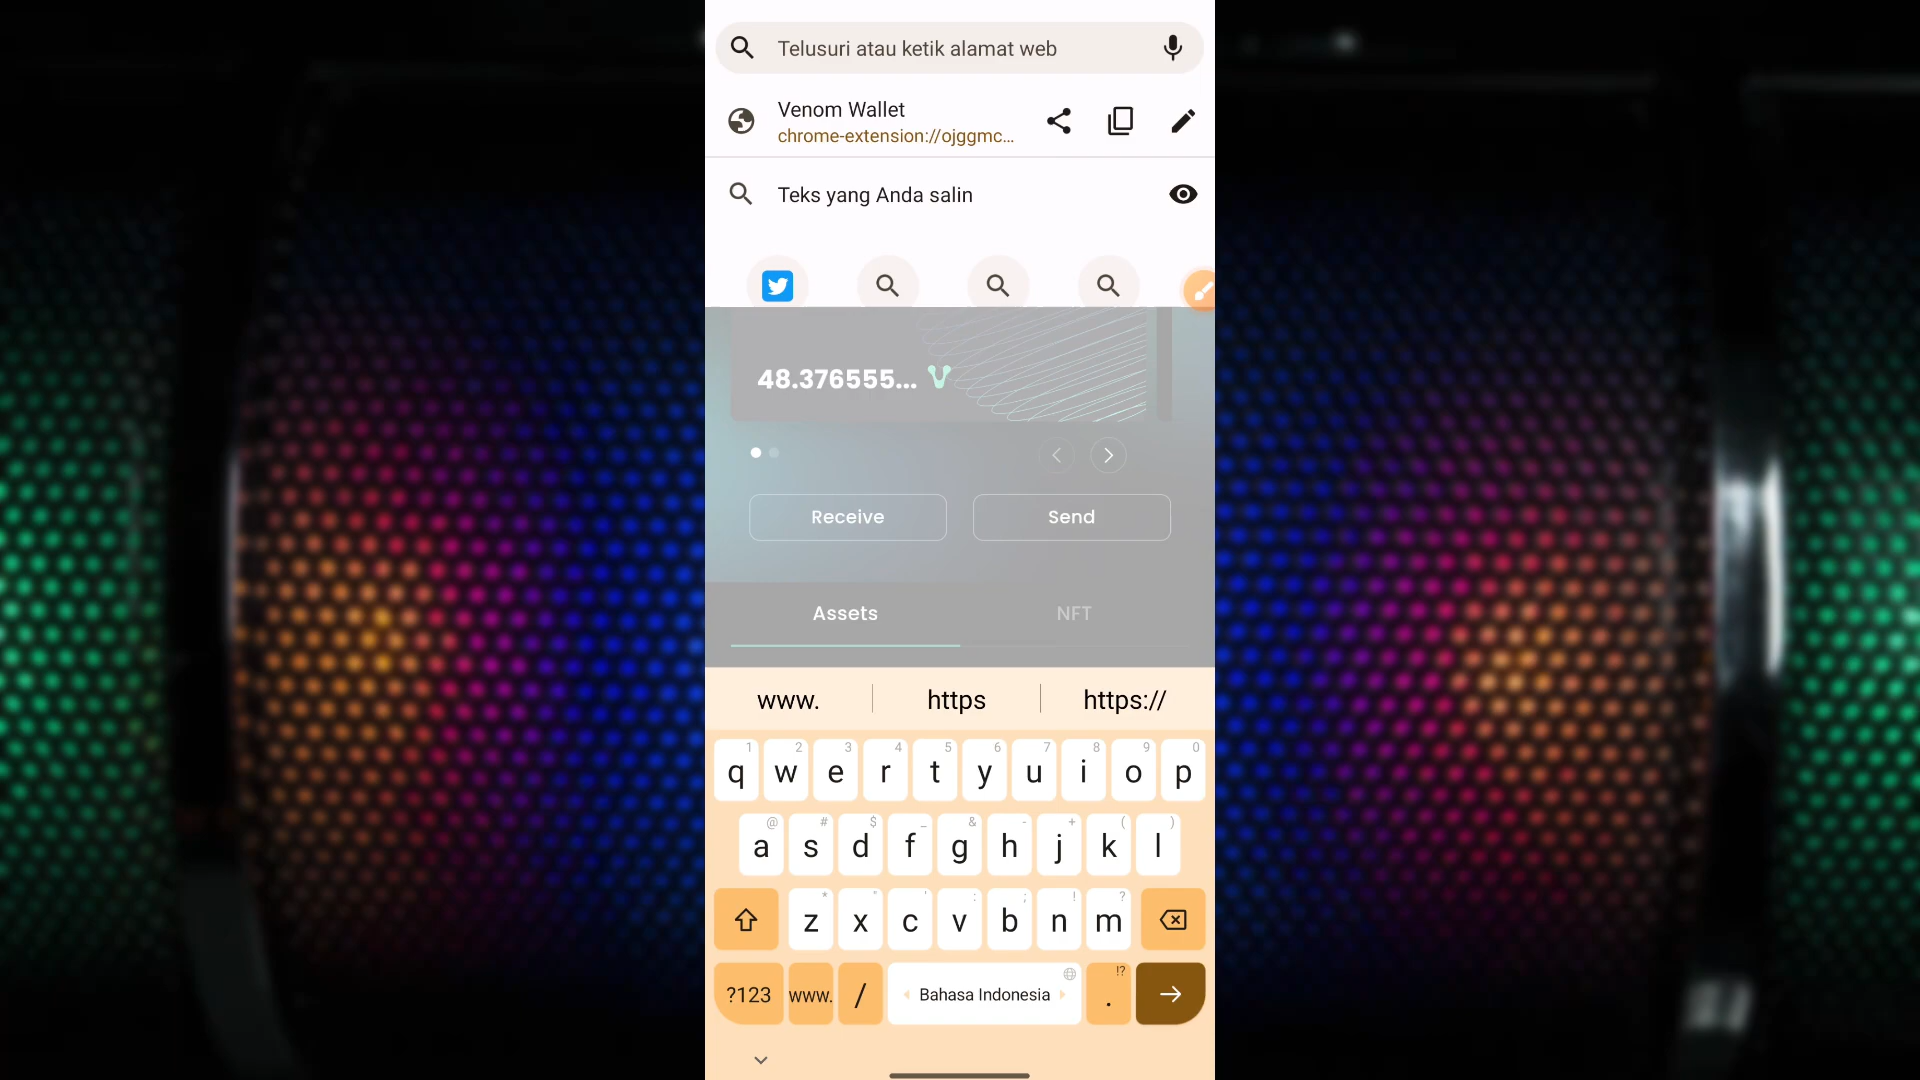 Telusuri atau ketik alamat web
Venom Wallet
chrome-extension://ojggmc...
Teks yang Anda salin
48.376555...
Receive Send
Assets NFT
www. https https://
1 2 3 4 5 6 7 8 9 0
q w e r t y u i o p
@ # $ _ & - + ( )
a s d f g h j k l
* " ' : ; ! ?
z x c v b n m
!?
?123 www. / Bahasa Indonesia .